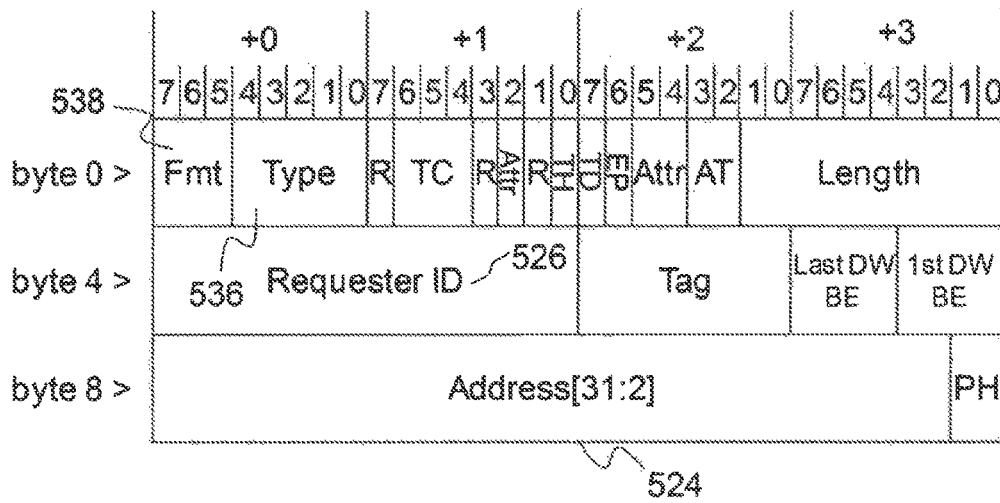 +0 +1 +2 +3
7 6 5 4 3 2 1 0 7 6 5 4 3 2 1 0 7 6 5 4 3 2 1 0 7 6 5 4 3 2 1 0
538
byte 0 > Fmt Type R TC R Attr R TH TD EP Attr AT Length
byte 4 > Requester ID 526 Tag Last DW BE 1st DW BE
536
byte 8 > Address[31:2] PH
524